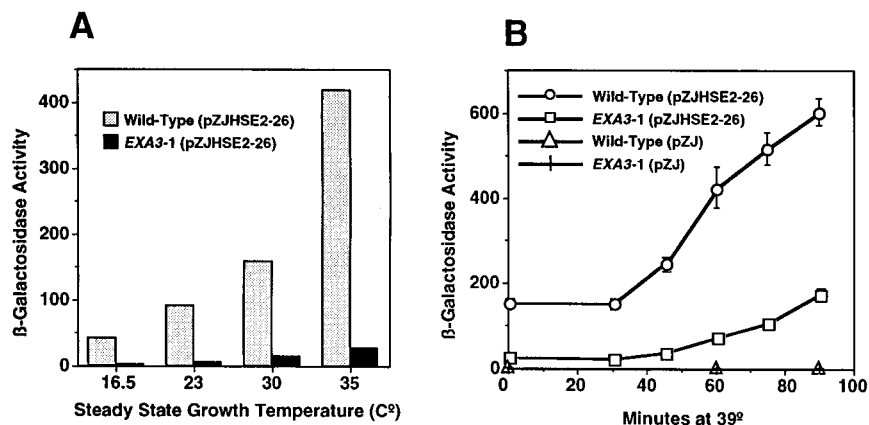 A
ß-Galactosidase Activity
400
300
200
100
0
Wild-Type (pZJHSE2-26)
EXA3-1 (pZJHSE2-26)
16.5 23 30 35
Steady State Growth Temperature (Cº)
B
ß-Galactosidase Activity
600
400
200
0
Wild-Type (pZJHSE2-26)
EXA3-1 (pZJHSE2-26)
Wild-Type (pZJ)
EXA3-1 (pZJ)
0 20 40 60 80 100
Minutes at 39º